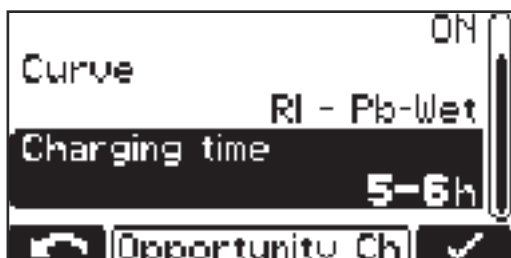 ON
Curve
RI - Pb-Wet
Charging time
5-6h
Opportunity Ch